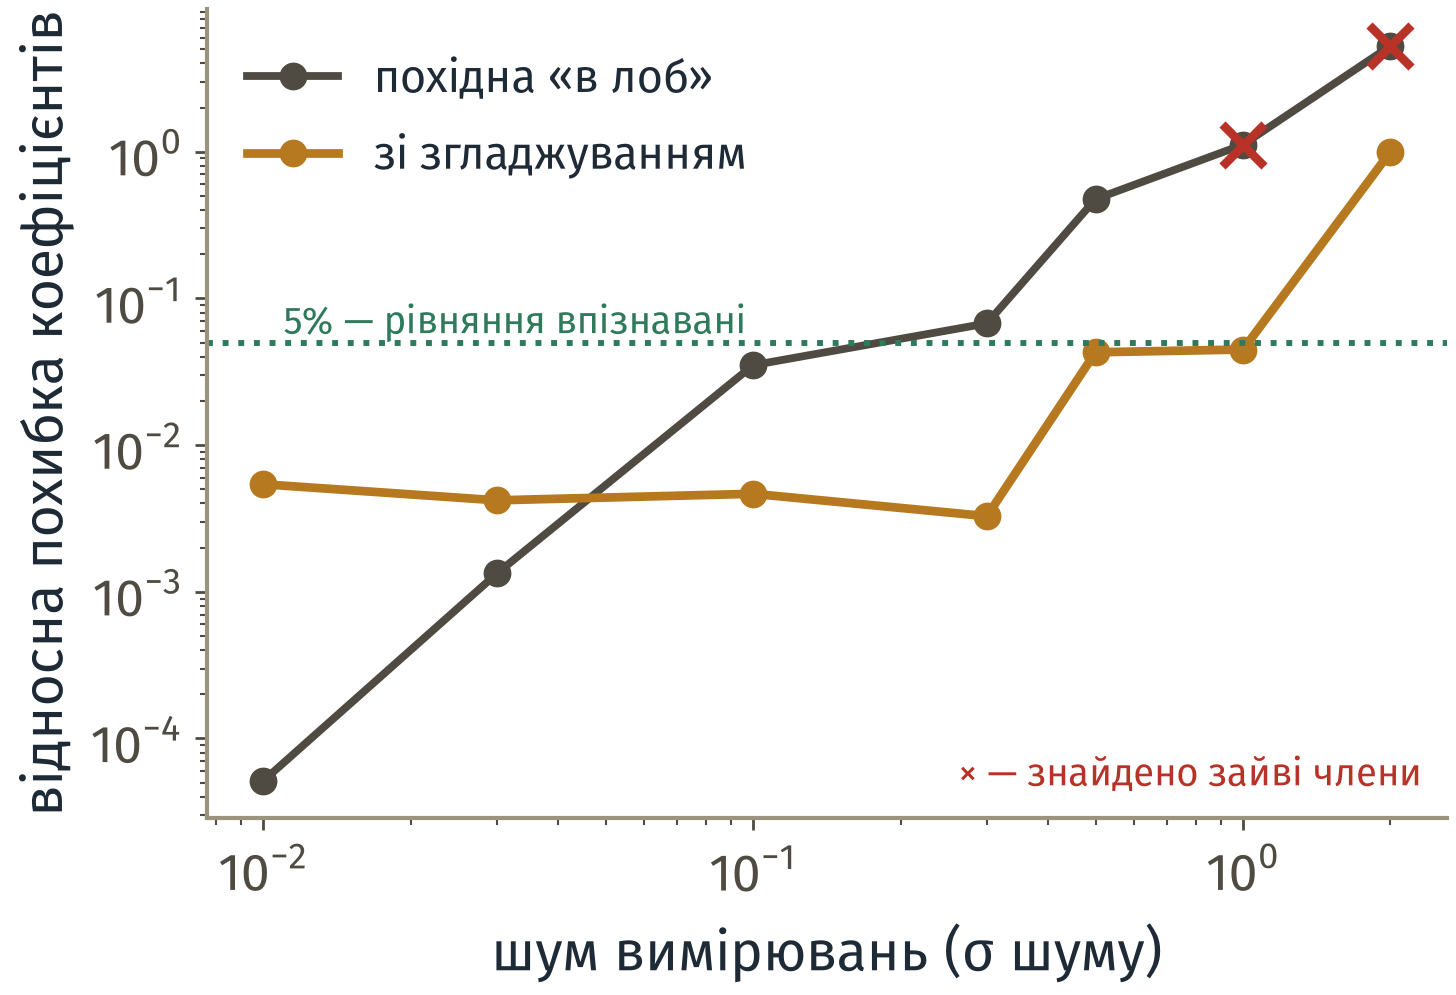 відносна похибка коефіцієнтів
похідна «в лоб»
зі згладжуванням
10⁰
10⁻¹
10⁻²
10⁻³
10⁻⁴
5% — рівняння впізнавані
× — знайдено зайві члени
10⁻² 10⁻¹ 10⁰
шум вимірювань (σ шуму)